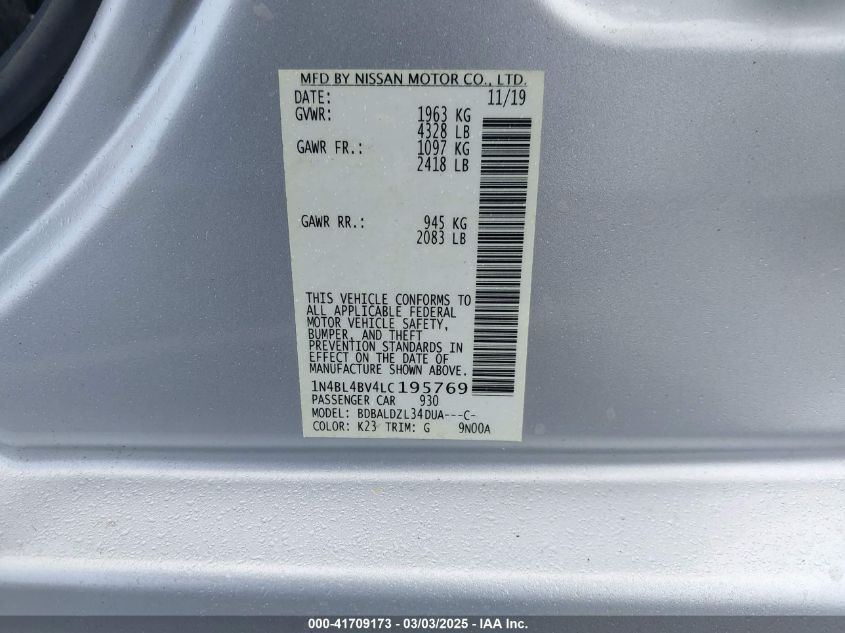 MFD BY NISSAN MOTOR CO., LTD.
DATE: 11/19
GVWR: 1963 KG
4328 LB
GAWR FR.: 1097 KG
2418 LB
GAWR RR.: 945 KG
2083 LB
THIS VEHICLE CONFORMS TO
ALL APPLICABLE FEDERAL
MOTOR VEHICLE SAFETY,
BUMPER, AND THEFT
PREVENTION STANDARDS IN
EFFECT ON THE DATE OF
MANUFACTURE SHOWN ABOVE.
1N4BL4BV4LC195769
PASSENGER CAR 930
MODEL: BDBALDZL34DUA---C-
COLOR: K23 TRIM: G 9N00A
000-41709173 - 03/03/2025 - IAA Inc.